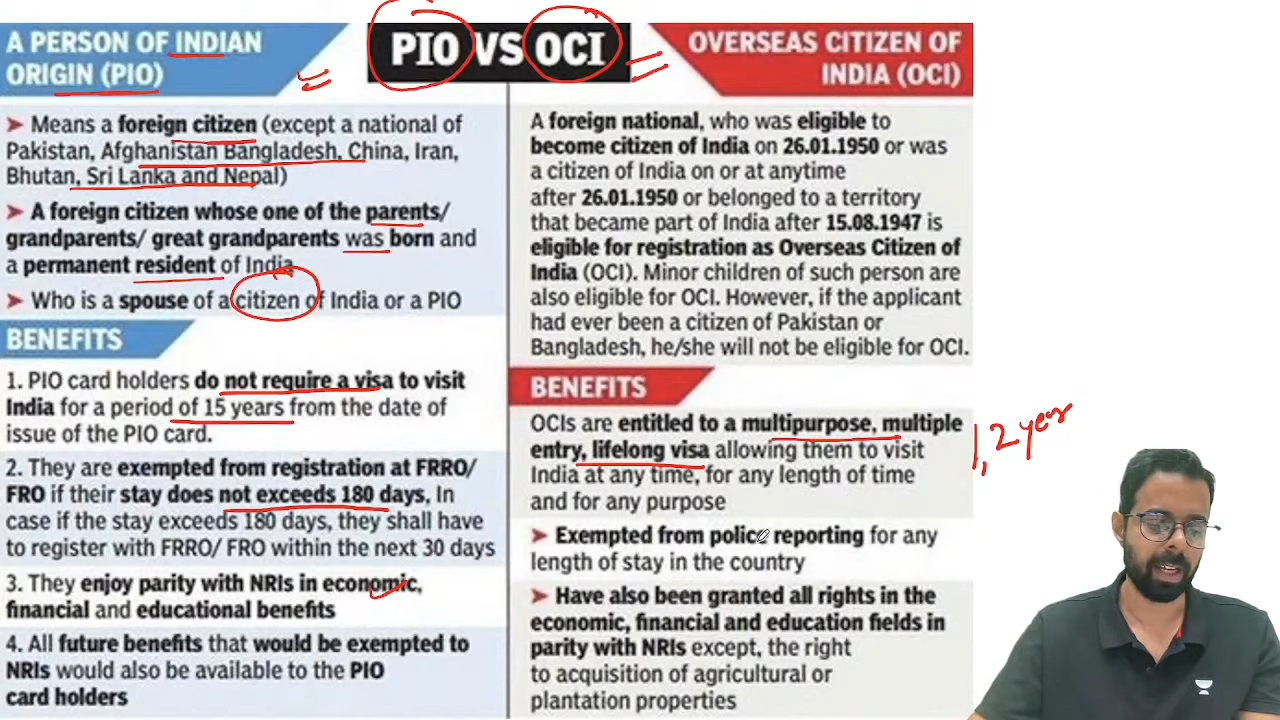 A PERSON OF INDIAN
ORIGIN (PIO)
PIO VS OCI
OVERSEAS CITIZEN OF
INDIA (OCI)
➤ Means a foreign citizen (except a national of
Pakistan, Afghanistan Bangladesh, China, Iran,
Bhutan, Sri Lanka and Nepal)
➤ A foreign citizen whose one of the parents/
grandparents/ great grandparents was born and
a permanent resident of India
➤ Who is a spouse of a citizen of India or a PIO
BENEFITS
1. PIO card holders do not require a visa to visit
India for a period of 15 years from the date of
issue of the PIO card.
2. They are exempted from registration at FRRO/
FRO if their stay does not exceeds 180 days. In
case if the stay exceeds 180 days, they shall have
to register with FRRO/ FRO within the next 30 days
3. They enjoy parity with NRIs in economic,
financial and educational benefits
4. All future benefits that would be exempted to
NRIs would also be available to the PIO
card holders
A foreign national, who was eligible to
become citizen of India on 26.01.1950 or was
a citizen of India on or at anytime
after 26.01.1950 or belonged to a territory
that became part of India after 15.08.1947 is
eligible for registration as Overseas Citizen of
India (OCI). Minor children of such person are
also eligible for OCI. However, if the applicant
had ever been a citizen of Pakistan or
Bangladesh, he/she will not be eligible for OCI.
BENEFITS
OCIs are entitled to a multipurpose, multiple
entry, lifelong visa allowing them to visit
India at any time, for any length of time
and for any purpose
➤ Exempted from police reporting for any
length of stay in the country
➤ Have also been granted all rights in the
economic, financial and education fields in
parity with NRIs except, the right
to acquisition of agricultural or
plantation properties
1, 2 year